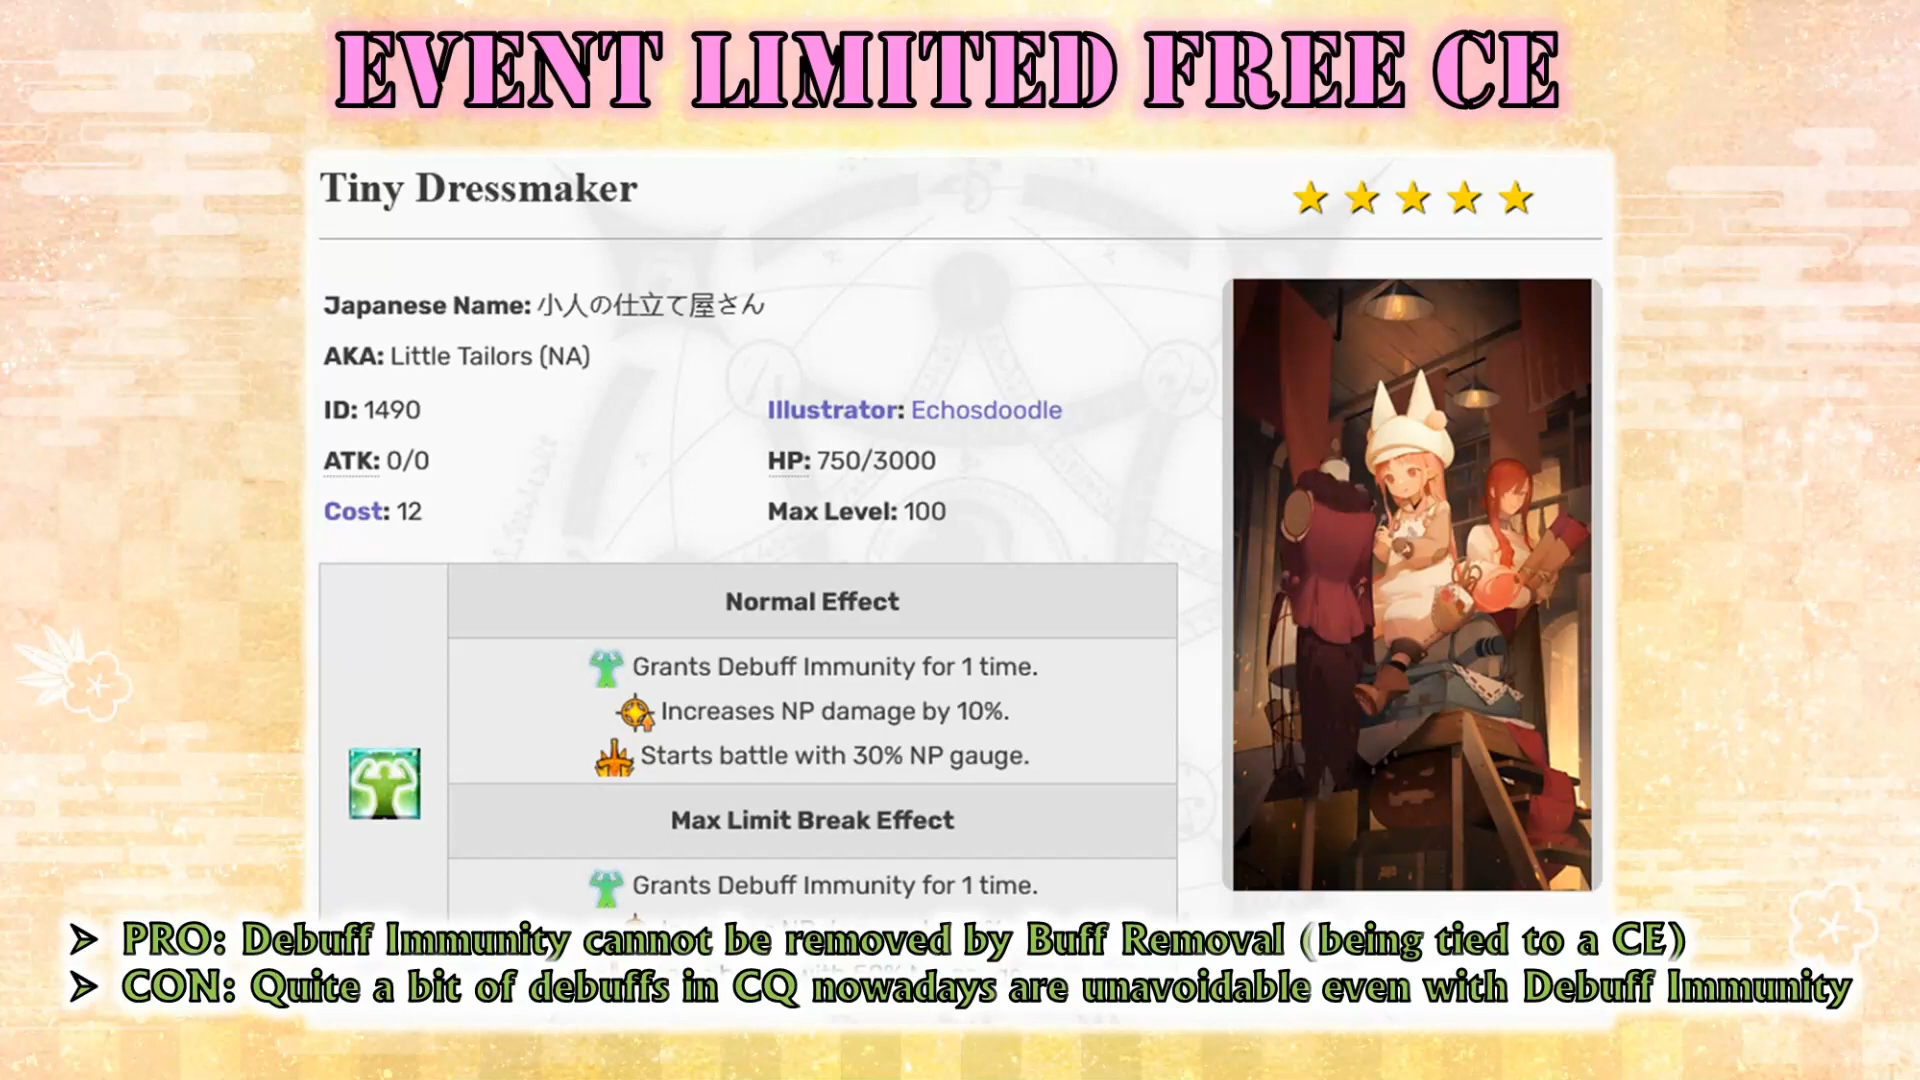 EVENT LIMITED FREE CE
Tiny Dressmaker
Japanese Name: 小人の仕立て屋さん
AKA: Little Tailors (NA)
ID: 1490
Illustrator: Echosdoodle
ATK: 0/0
HP: 750/3000
Cost: 12
Max Level: 100
Normal Effect
Grants Debuff Immunity for 1 time.
Increases NP damage by 10%.
Starts battle with 30% NP gauge.
Max Limit Break Effect
Grants Debuff Immunity for 1 time.
➢ PRO: Debuff Immunity cannot be removed by Buff Removal (being tied to a CE)
➢ CON: Quite a bit of debuffs in CQ nowadays are unavoidable even with Debuff Immunity